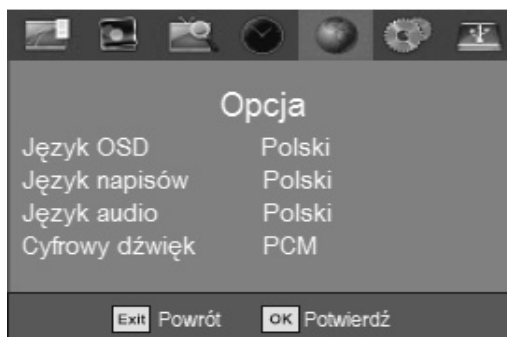 Opcja
Język OSD Polski
Język napisów Polski
Język audio Polski
Cyfrowy dźwięk PCM
Exit Powrót OK Potwierdź